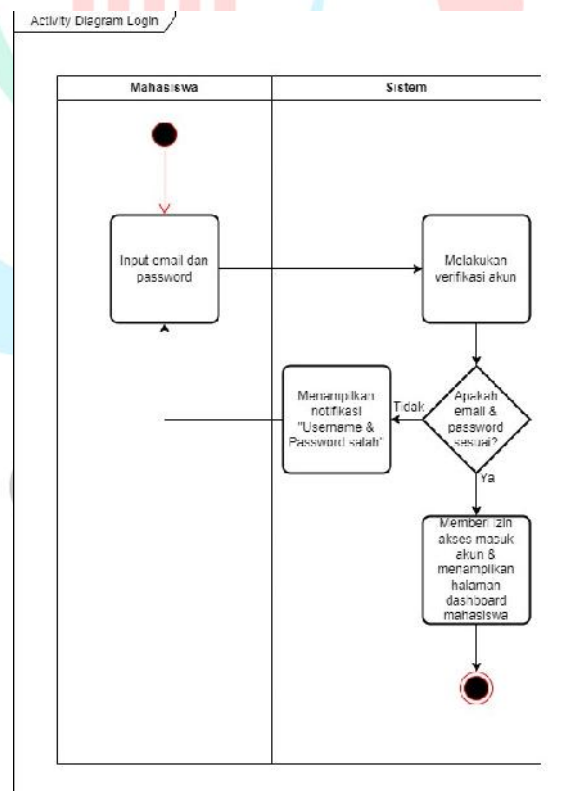 Activity Diagram Login
Mahasiswa
Sistem
Input email dan
password
Melakukan
verifikasi akun
Menampilkan
notifikasi
"Username &
Password salah"
Tidak
Apakah
email &
password
sesuai?
Ya
Memberi izin
akses masuk
akun &
menampilkan
halaman
dashboard
mahasiswa